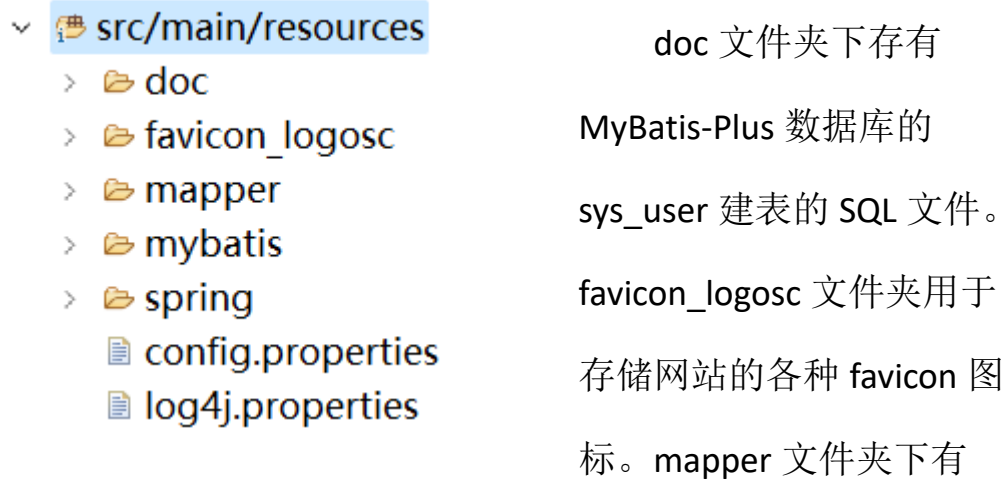 src/main/resources
doc
favicon_logosc
mapper
mybatis
spring
config.properties
log4j.properties
doc 文件夹下存有
MyBatis-Plus 数据库的
sys_user 建表的 SQL 文件。
favicon_logosc 文件夹用于
存储网站的各种 favicon 图
标。mapper 文件夹下有